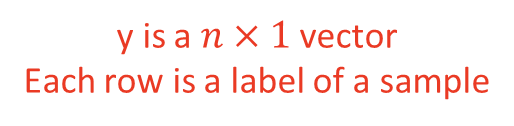 y is a n × 1 vector
Each row is a label of a sample